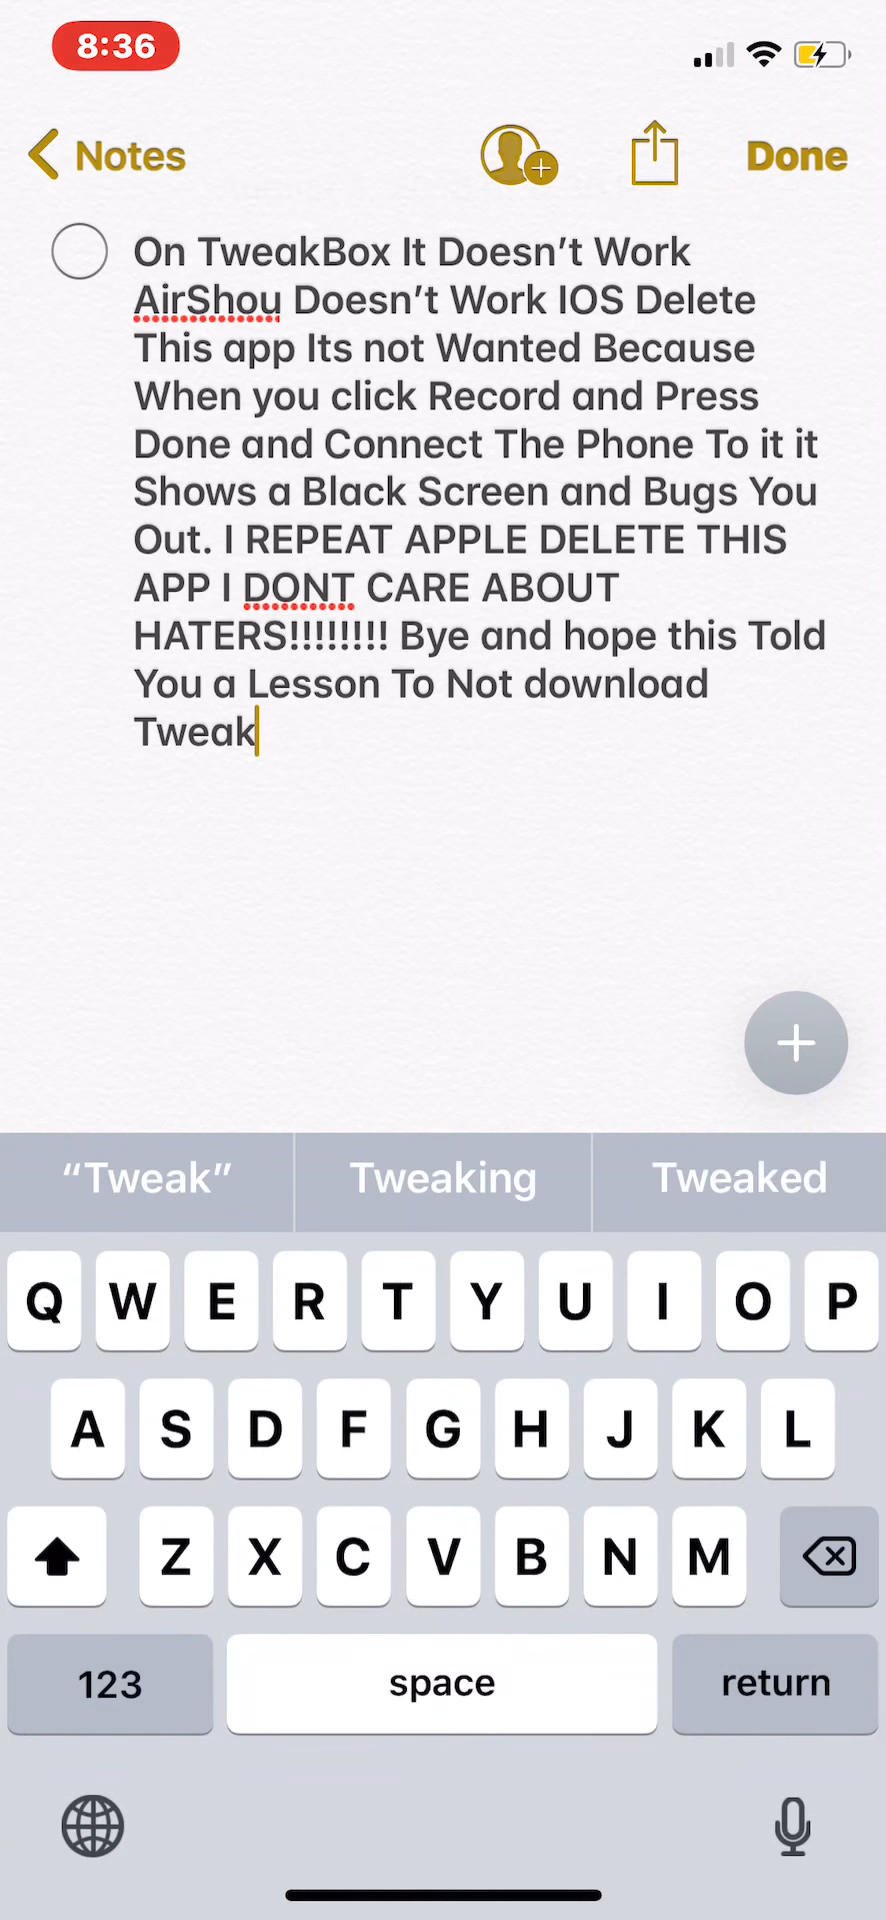 8:36
Notes
Done
On TweakBox It Doesn’t Work
AirShou Doesn’t Work IOS Delete
This app Its not Wanted Because
When you click Record and Press
Done and Connect The Phone To it it
Shows a Black Screen and Bugs You
Out. I REPEAT APPLE DELETE THIS
APP I DONT CARE ABOUT
HATERS!!!!!!!! Bye and hope this Told
You a Lesson To Not download
Tweak
“Tweak” Tweaking Tweaked
Q W E R T Y U I O P
A S D F G H J K L
Z X C V B N M
123 space return